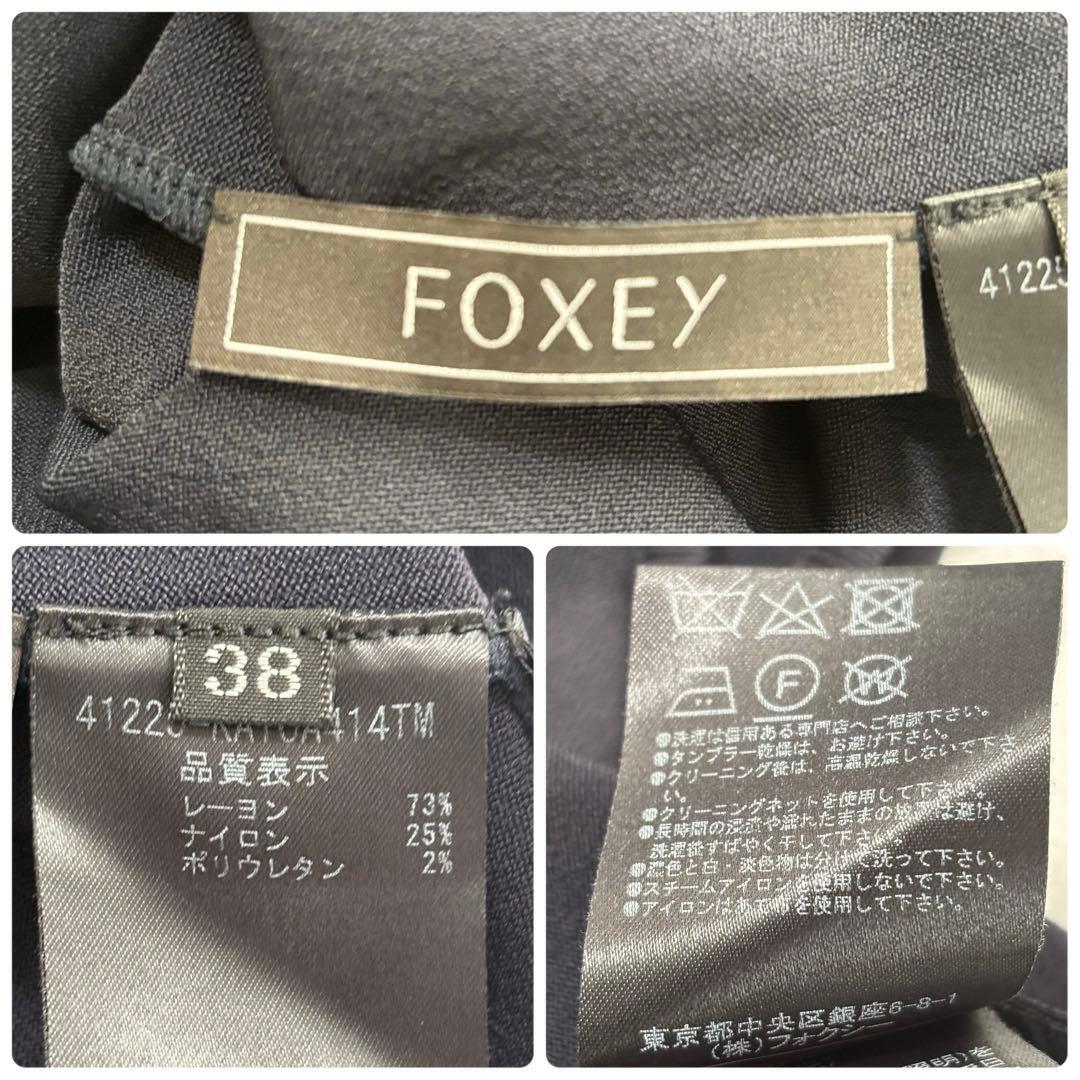 FOXEY
41225
38
414TM
品質表示
レーヨン 73%
ナイロン 25%
ポリウレタン 2%
F
●洗濯は信用ある専門店へご相談下さい。
●タンブラー乾燥は、お避け下さい。
●クリーニング後は、高温乾燥しないで下さい。
●クリーニングネットを使用して下さい。
●長時間の浸漬や濡れたままの放置は避け、
洗濯後すばやく干して下さい。
●濃色と白・淡色物は分けて洗って下さい。
●スチームアイロンを使用しないで下さい。
●アイロンはあて布を使用して下さい。
東京都中央区銀座6-8-1
(株)フォクシー